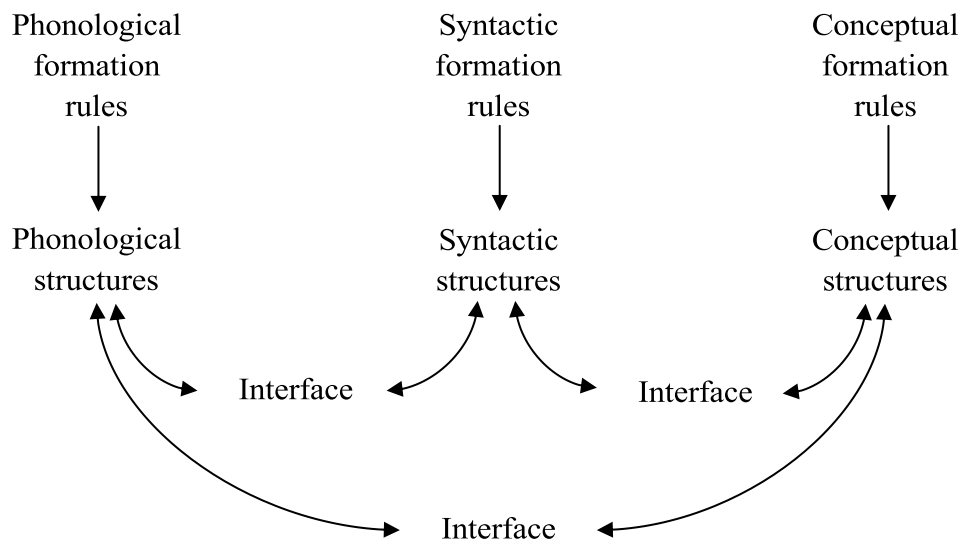 Phonological
formation
rules
Syntactic
formation
rules
Conceptual
formation
rules
Phonological
structures
Syntactic
structures
Conceptual
structures
Interface
Interface
Interface